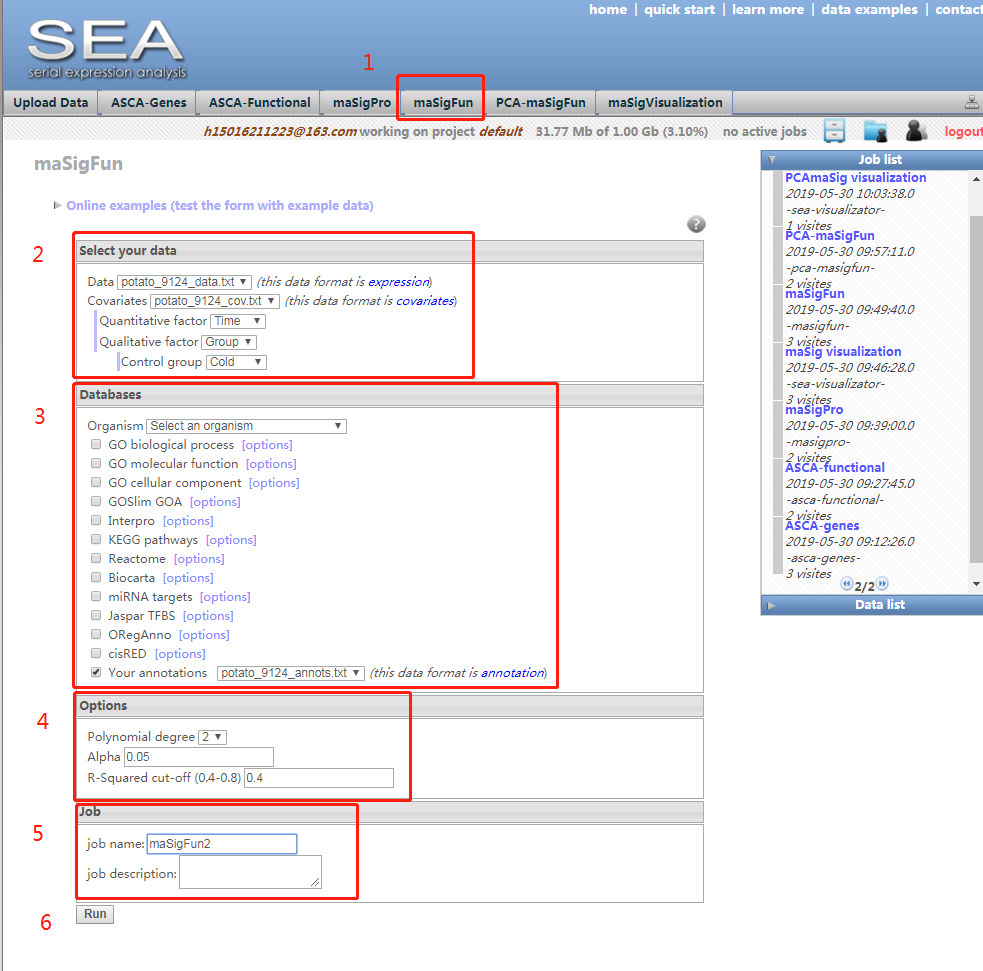 home | quick start | learn more | data examples | contact
SEA
serial expression analysis
1
Upload Data ASCA-Genes ASCA-Functional maSigPro maSigFun PCA-maSigFun maSigVisualization
h15016211223@163.com working on project default 31.77 Mb of 1.00 Gb (3.10%) no active jobs logout
maSigFun
Online examples (test the form with example data)
?
2
Select your data
Data potato_9124_data.txt (this data format is expression)
Covariates potato_9124_cov.txt (this data format is covariates)
Quantitative factor Time
Qualitative factor Group
Control group Cold
3
Databases
Organism Select an organism
GO biological process [options]
GO molecular function [options]
GO cellular component [options]
GOSlim GOA [options]
Interpro [options]
KEGG pathways [options]
Reactome [options]
Biocarta [options]
miRNA targets [options]
Jaspar TFBS [options]
ORegAnno [options]
cisRED [options]
Your annotations potato_9124_annots.txt (this data format is annotation)
4
Options
Polynomial degree 2
Alpha 0.05
R-Squared cut-off (0.4-0.8) 0.4
5
Job
job name: maSigFun2
job description:
6
Run
Job list
PCAmaSig visualization
2019-05-30 10:03:38.0
-sea-visualizator-
1 visites
PCA-maSigFun
2019-05-30 09:57:11.0
-pca-masigfun-
2 visites
maSigFun
2019-05-30 09:49:40.0
-masigfun-
3 visites
maSig visualization
2019-05-30 09:46:28.0
-sea-visualizator-
3 visites
maSigPro
2019-05-30 09:39:00.0
-masigpro-
2 visites
ASCA-functional
2019-05-30 09:27:45.0
-asca-functional-
2 visites
ASCA-genes
2019-05-30 09:12:26.0
-asca-genes-
3 visites
2/2
Data list